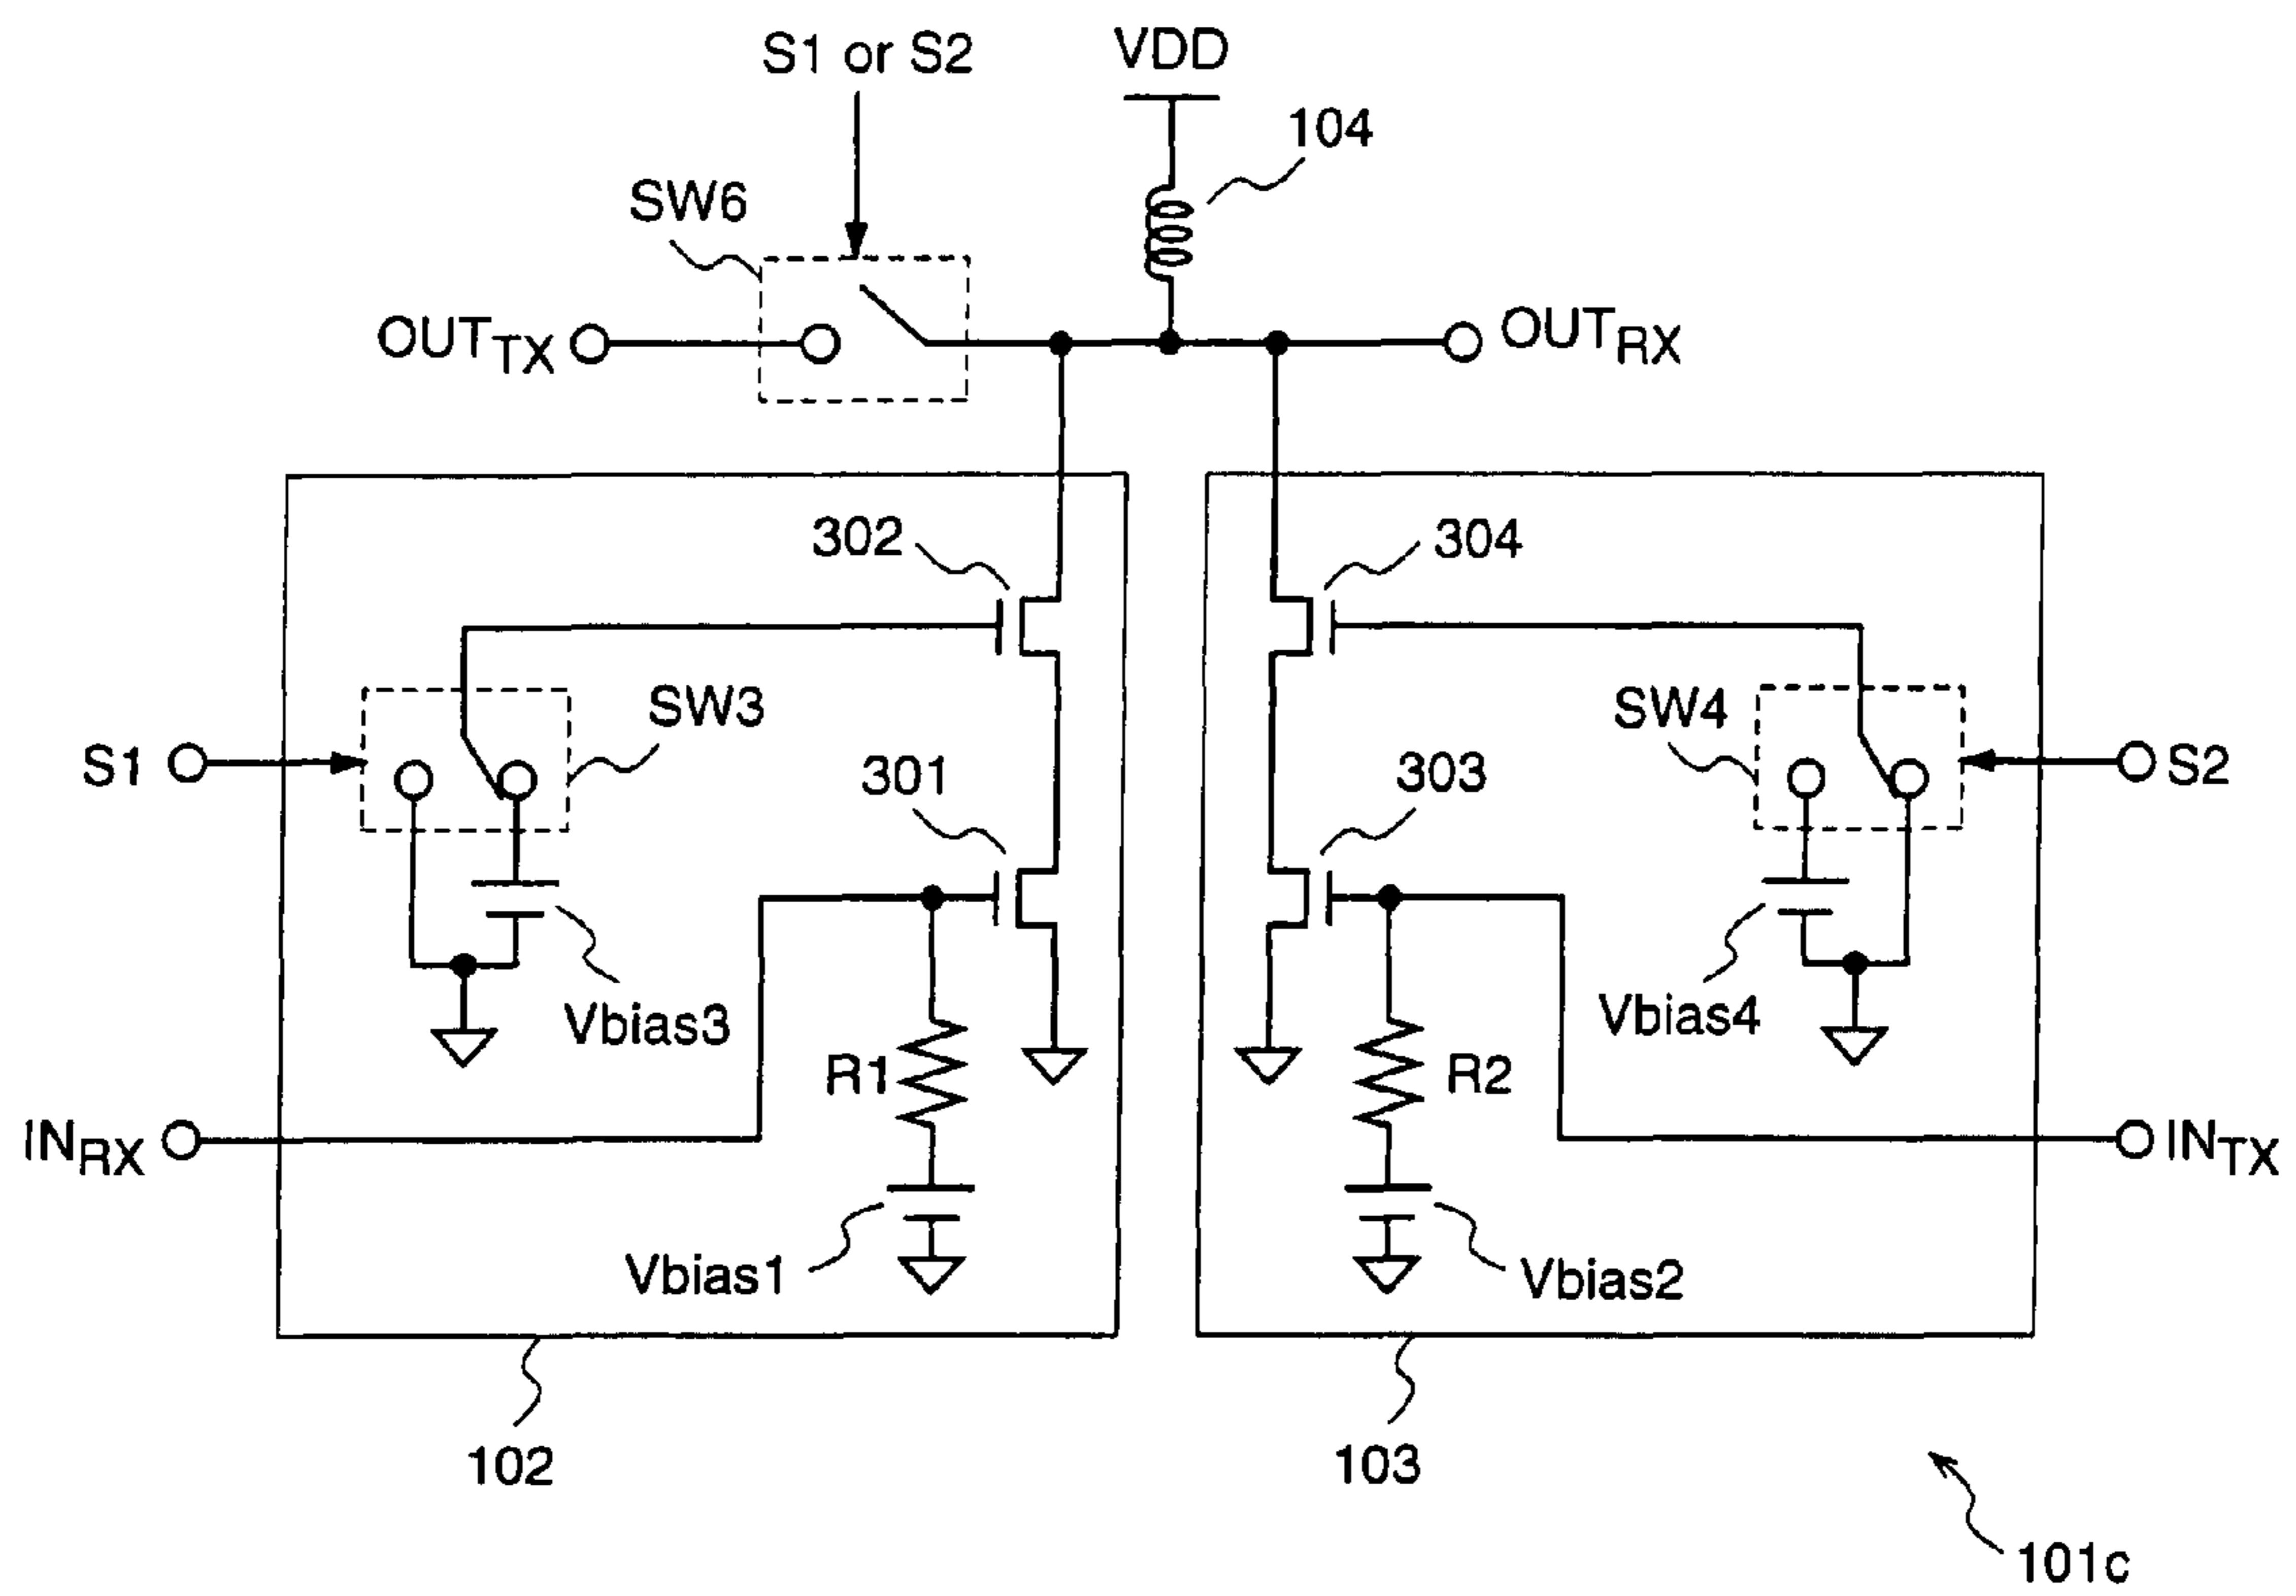 S1 or S2
VDD
104
SW6
OUTTX
OUTRX
302
304
SW3
SW4
S1
S2
301
303
Vbias3
Vbias4
R1
R2
INRX
INTX
Vbias1
Vbias2
102
103
101c